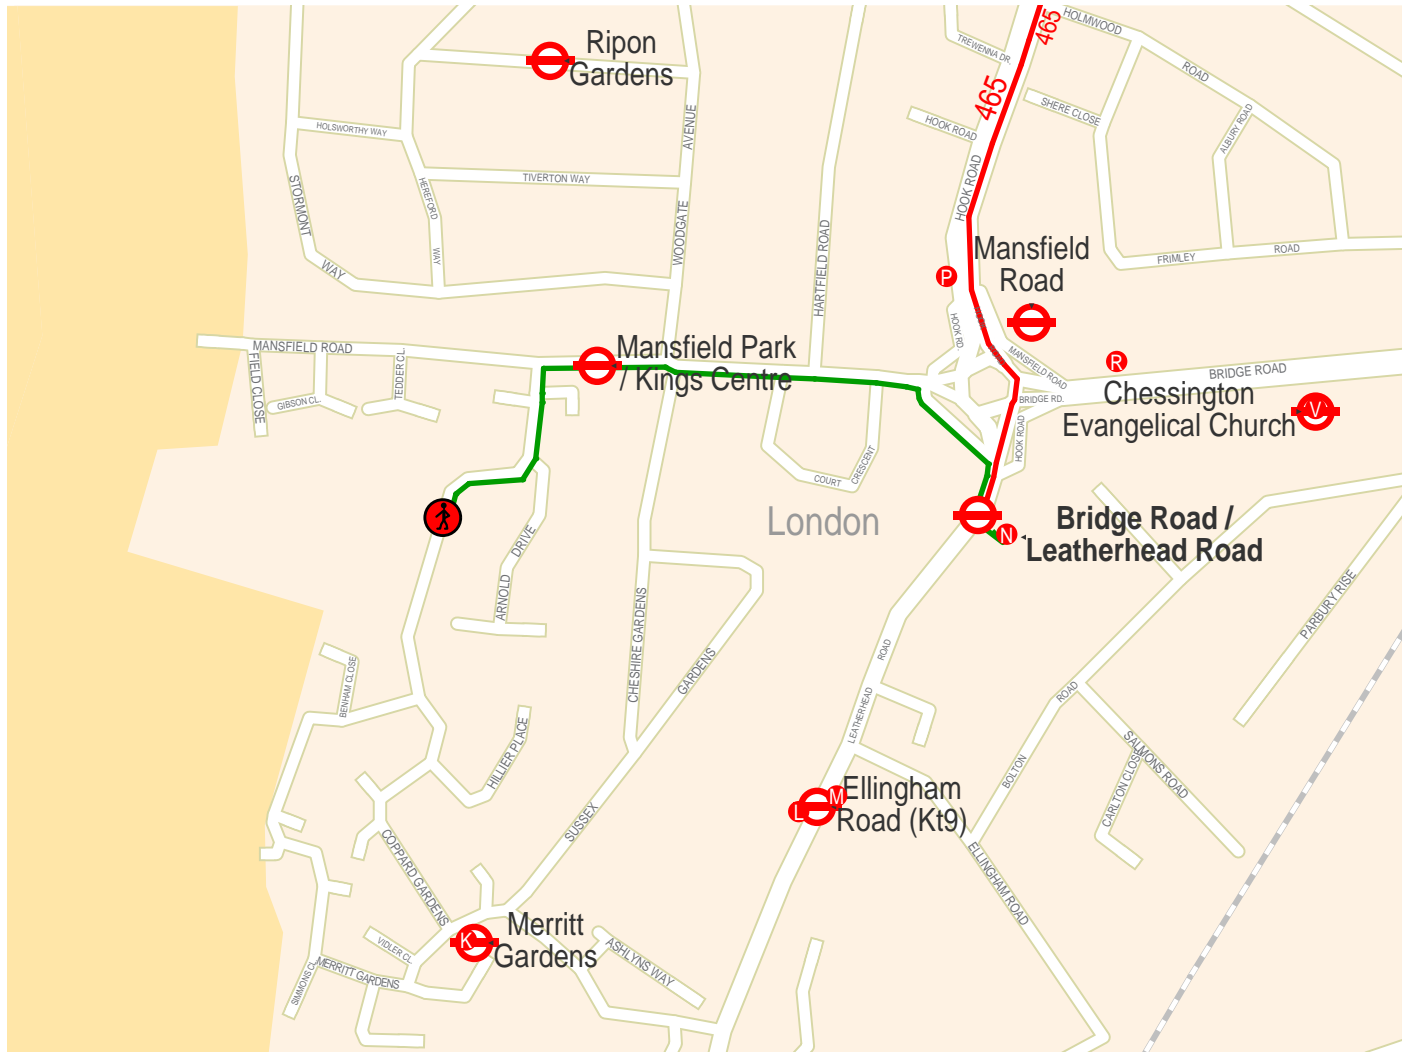 465
HOLMWOOD
ROAD
TREWENNA DR.
Ripon
Gardens
465
SHERE CLOSE
ALBURY ROAD
HOOK ROAD
HOLSWORTHY WAY
AVENUE
TIVERTON WAY
HEREFORD
WAY
STORMONT
WAY
WOODGATE
HARTFIELD ROAD
HOOK ROAD
Mansfield
Road
P
FRIMLEY
ROAD
HOOK RD.
MANSFIELD ROAD
R
BRIDGE ROAD
BRIDGE RD.
HOOK ROAD
Chessington
Evangelical Church
V
MANSFIELD ROAD
FIELD CLOSE
GIBSON CL.
TEDDER CL.
Mansfield Park
/ Kings Centre
COURT
CRESCENT
London
N
Bridge Road /
Leatherhead Road
DRIVE
ARNOLD
CHESHIRE GARDENS
GARDENS
SUSSEX
PARBURY RISE
ROAD
LEATHERHEAD
BENHAM CLOSE
HILLIER PLACE
ROAD
BOLTON
SALMONS ROAD
CARLTON CLOSE
L
M
Ellingham
Road (Kt9)
ELLINGHAM ROAD
COPPARD GARDENS
K
Merritt
Gardens
VIDLER CL.
MERRITT GARDENS
SIMMONS CL.
ASHLYNS WAY